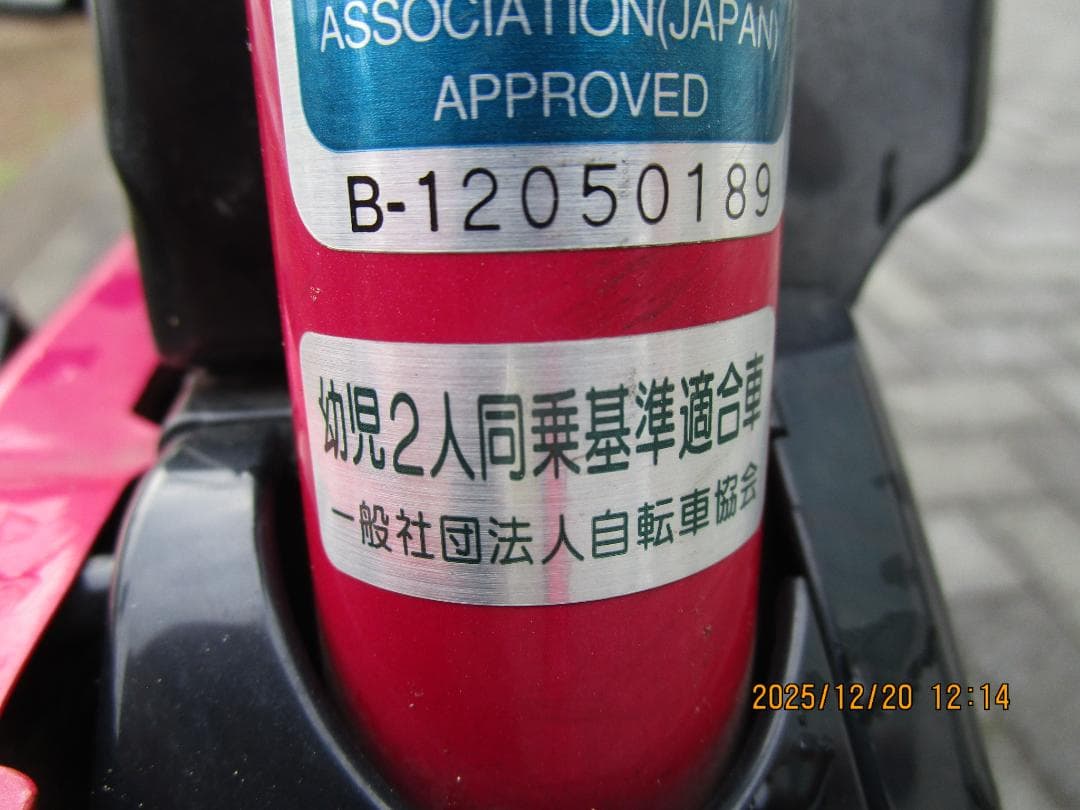 ASSOCIATION(JAPAN)
APPROVED
B-12050189
幼児2人同乗基準適合車
一般社団法人自転車協会
2025/12/20 12:14